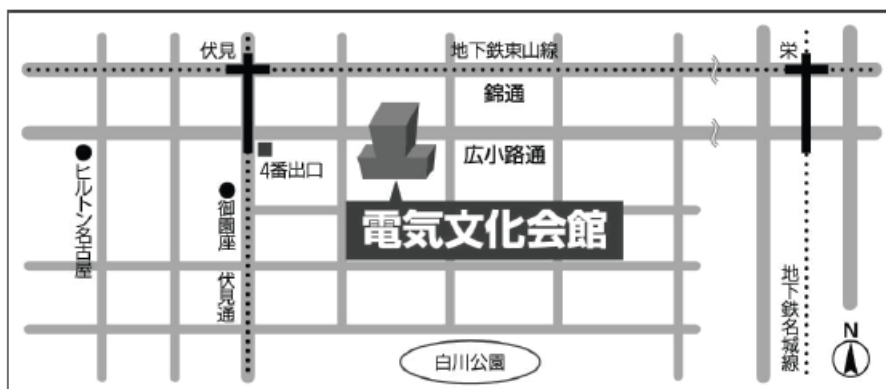 伏見
地下鉄東山線
栄
錦通
広小路通
4番出口
ヒルトン名古屋
御園座
電気文化会館
伏見通
地下鉄名城線
N
白川公園